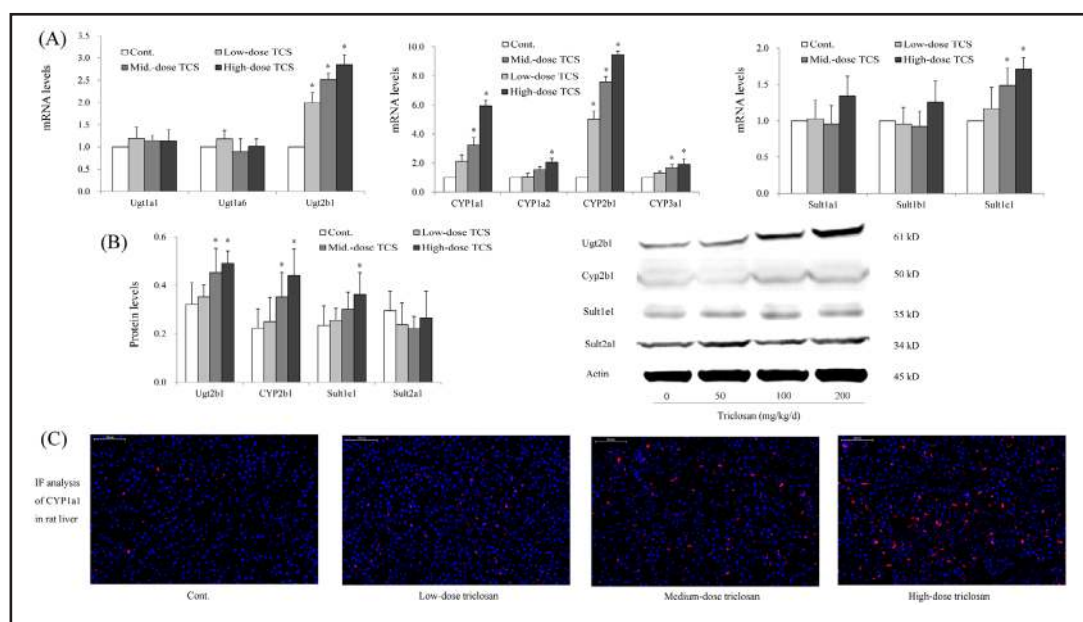 (A)
Cont.
Low-dose TCS
Mid.-dose TCS
High-dose TCS
mRNA levels
3.0
2.5
2.0
1.5
1.0
0.5
0.0
Ugt1a1
Ugt1a6
Ugt2b1
* * *
Cont.
Mid.-dose TCS
Low-dose TCS
High-dose TCS
mRNA levels
10.0
8.0
6.0
4.0
2.0
0.0
CYP1a1
CYP1a2
CYP2b1
CYP3a1
* * * * * * * *
Cont.
Low-dose TCS
Mid.-dose TCS
High-dose TCS
mRNA levels
2.0
1.5
1.0
0.5
0.0
Sult1a1
Sult1b1
Sult1e1
* *
(B)
Cont.
Low-dose TCS
Mid.-dose TCS
High-dose TCS
Protein levels
0.6
0.4
0.2
0.0
Ugt2b1
CYP2b1
Sult1e1
Sult2a1
* * * * *
Ugt2b1 61 kD
Cyp2b1 50 kD
Sult1e1 35 kD
Sult2a1 34 kD
Actin 45 kD
0 50 100 200
Triclosan (mg/kg/d)
(C)
IF analysis
of CYP1a1
in rat liver
Cont.
Low-dose triclosan
Medium-dose triclosan
High-dose triclosan